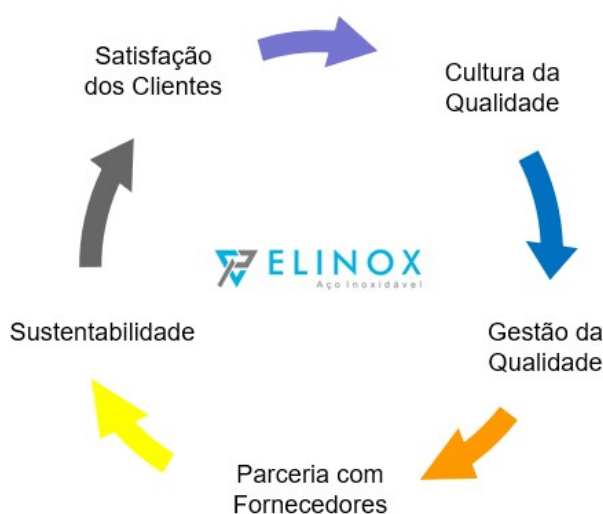 Satisfação
dos Clientes
Cultura da
Qualidade
ELINOX
Aço Inoxidável
Sustentabilidade
Gestão da
Qualidade
Parceria com
Fornecedores